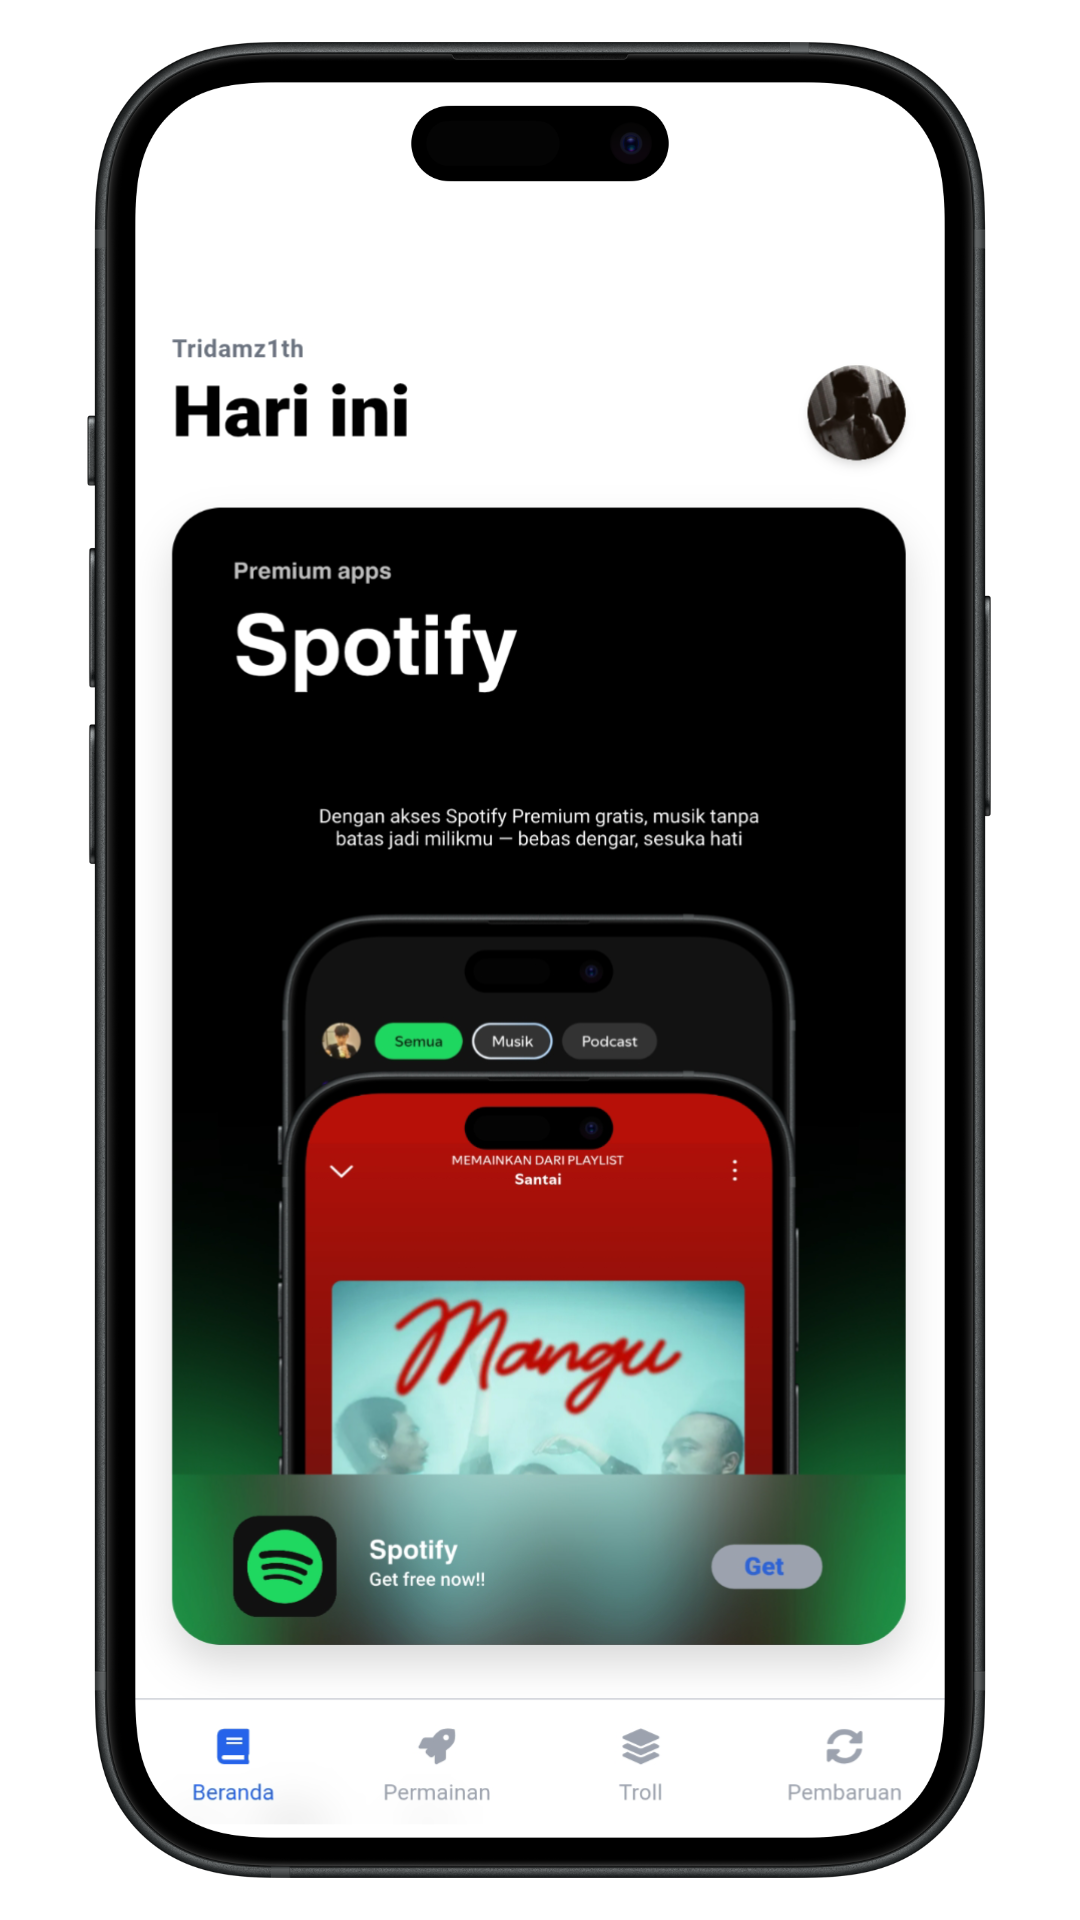 Tridamz1th
Hari ini
Premium apps
Spotify
Dengan akses Spotify Premium gratis, musik tanpa
batas jadi milikmu – bebas dengar, sesuka hati
Semua
Musik
Podcast
MEMAINKAN DARI PLAYLIST
Santai
Mangu
Spotify
Get free now!!
Get
Beranda
Permainan
Troll
Pembaruan